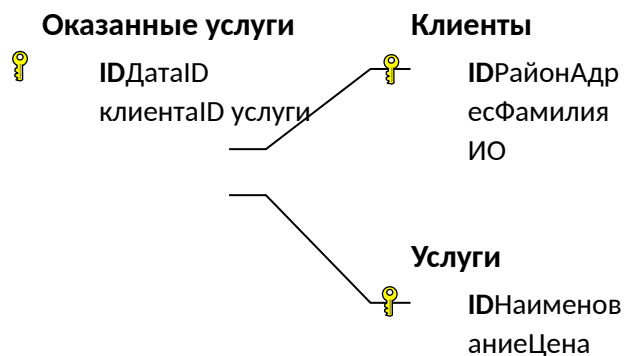 Оказанные услуги
IDДатаID
клиентаID услуги
Клиенты
IDРайонАдр
есФамилия
ИО
Услуги
IDНаименов
аниеЦена